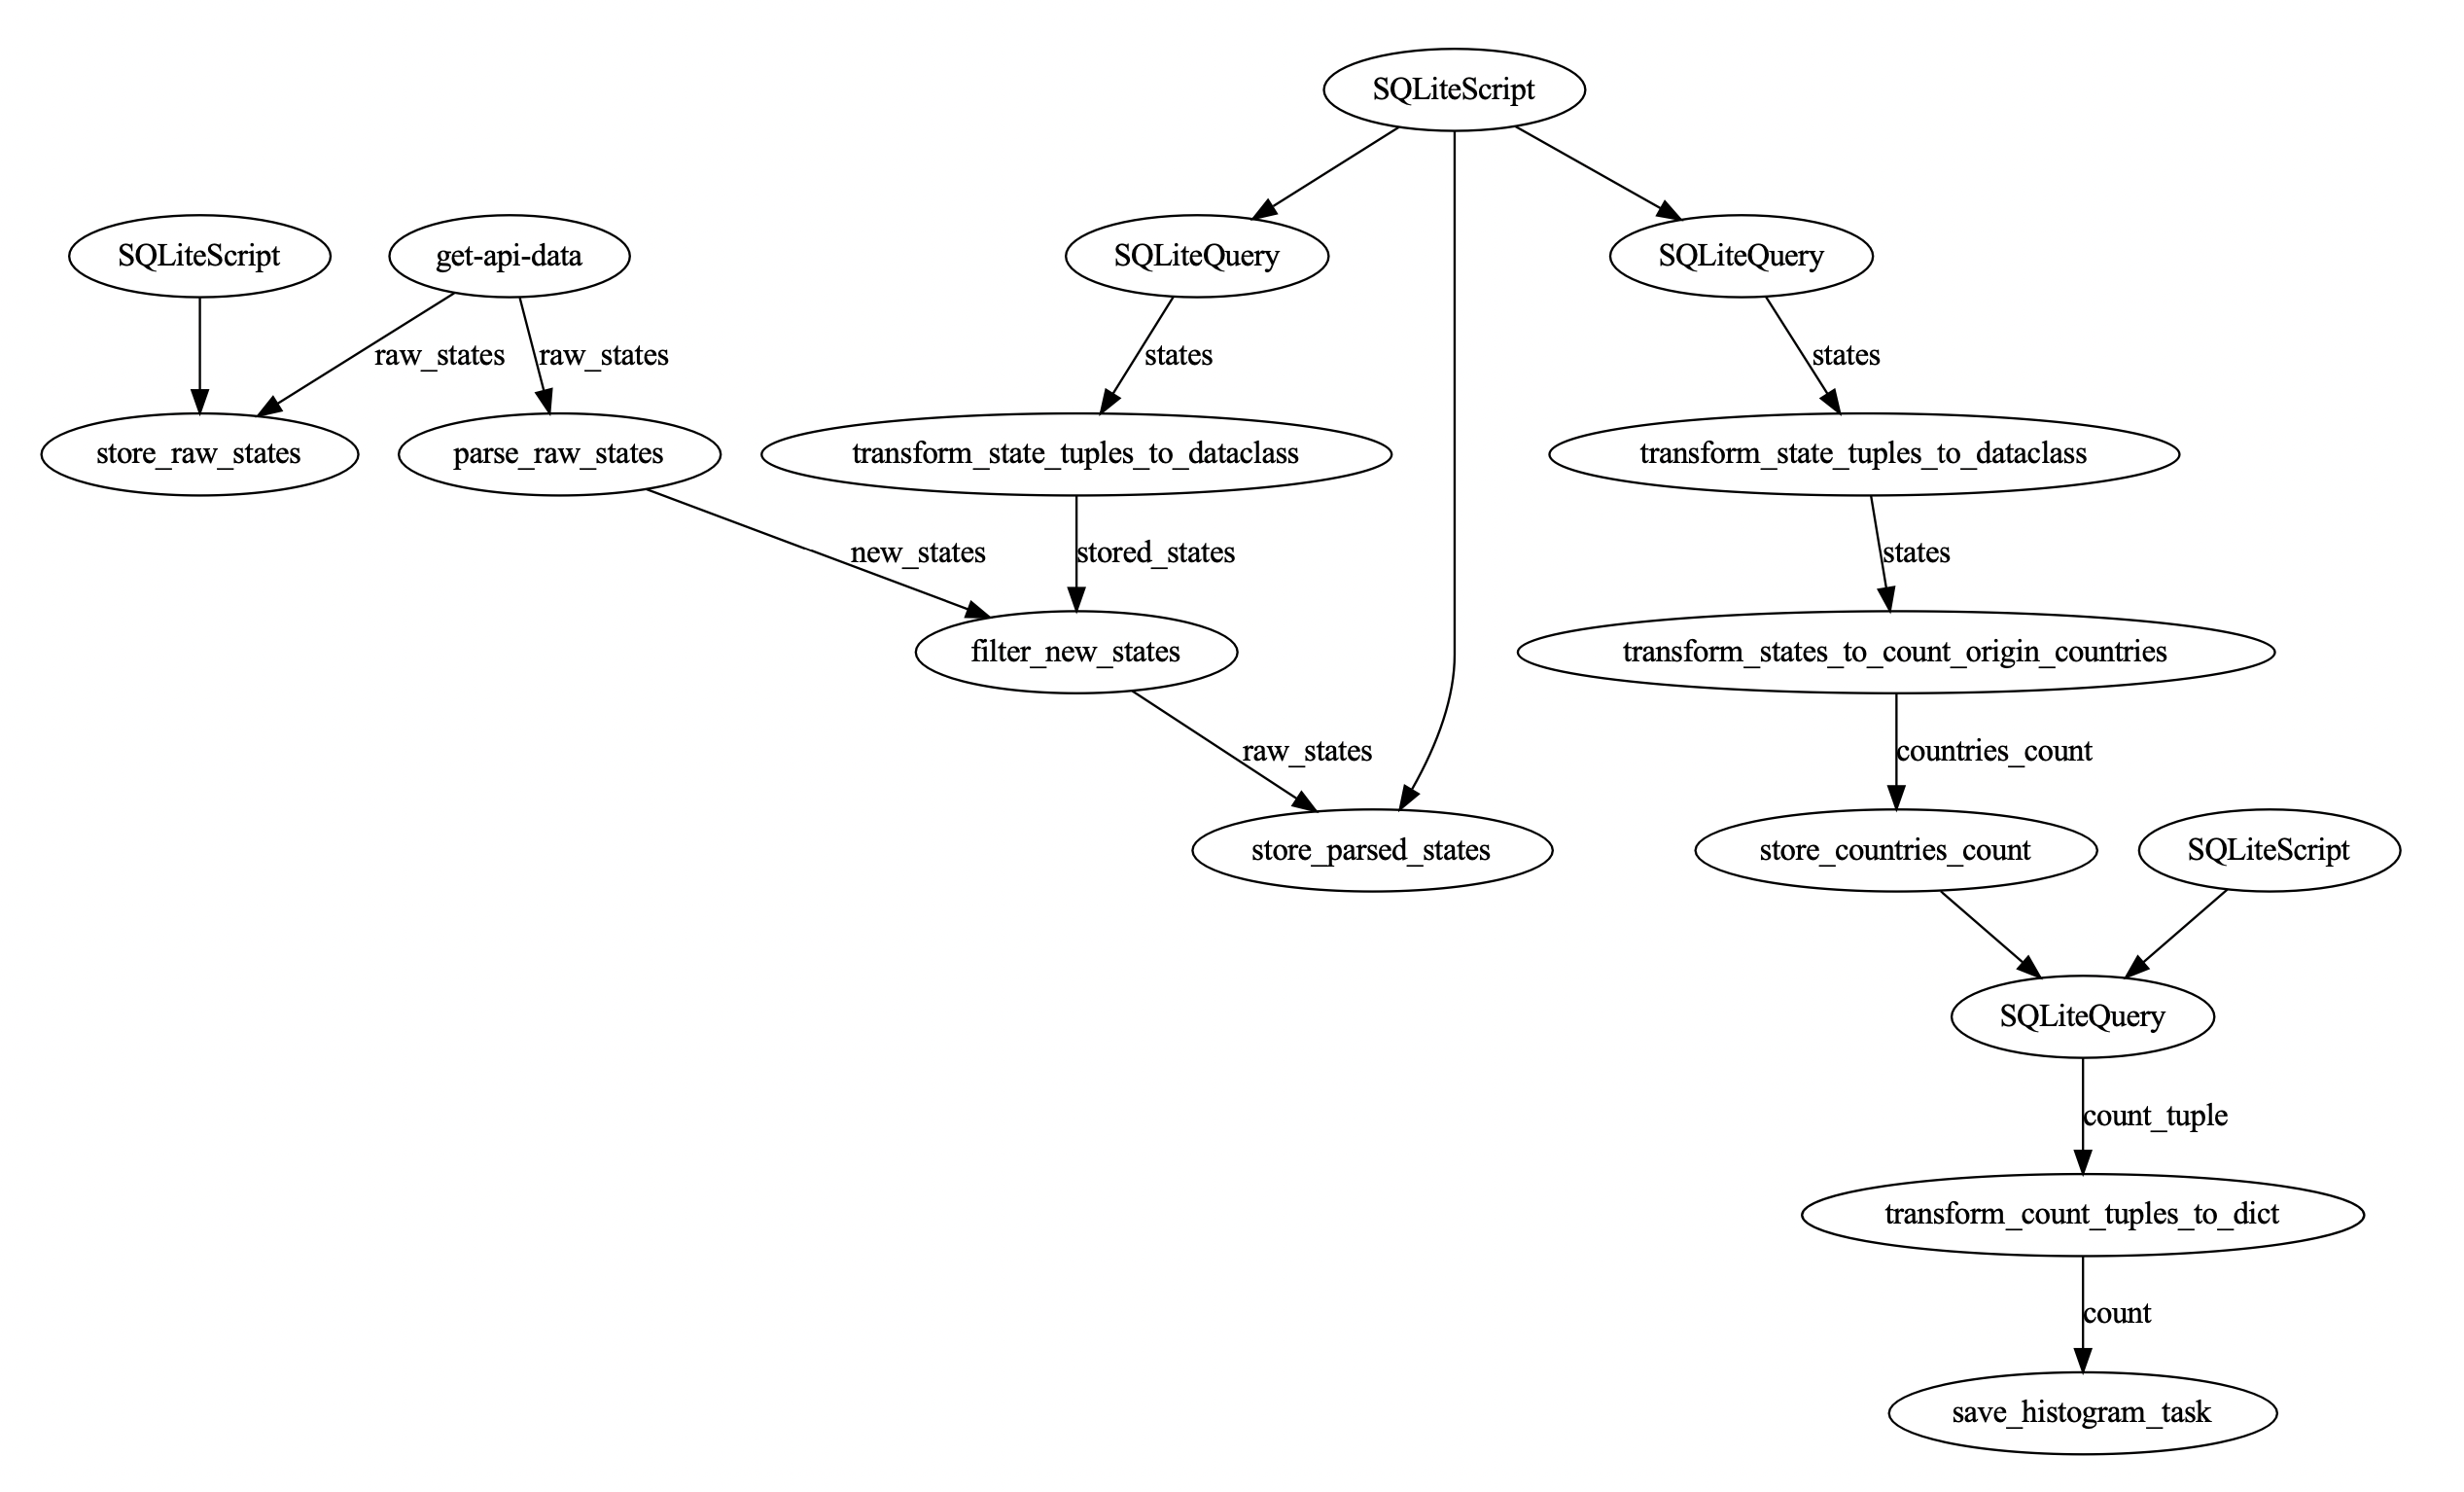 SQLiteScript
SQLiteScript
get-api-data
SQLiteQuery
SQLiteQuery
raw_states
raw_states
states
states
store_raw_states
parse_raw_states
transform_state_tuples_to_dataclass
transform_state_tuples_to_dataclass
new_states
stored_states
states
filter_new_states
transform_states_to_count_origin_countries
raw_states
countries_count
store_parsed_states
store_countries_count
SQLiteScript
SQLiteQuery
count_tuple
transform_count_tuples_to_dict
count
save_histogram_task